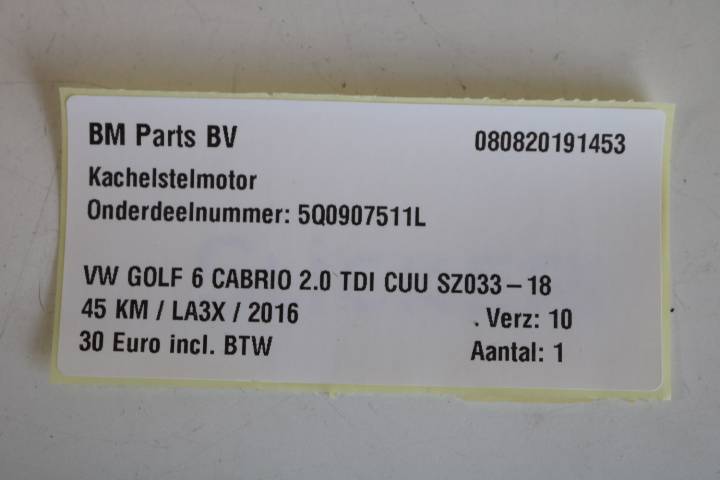 BM Parts BV 080820191453
Kachelstelmotor
Onderdeelnummer: 5Q0907511L
VW GOLF 6 CABRIO 2.0 TDI CUU SZ033-18
45 KM / LA3X / 2016 . Verz: 10
30 Euro incl. BTW Aantal: 1